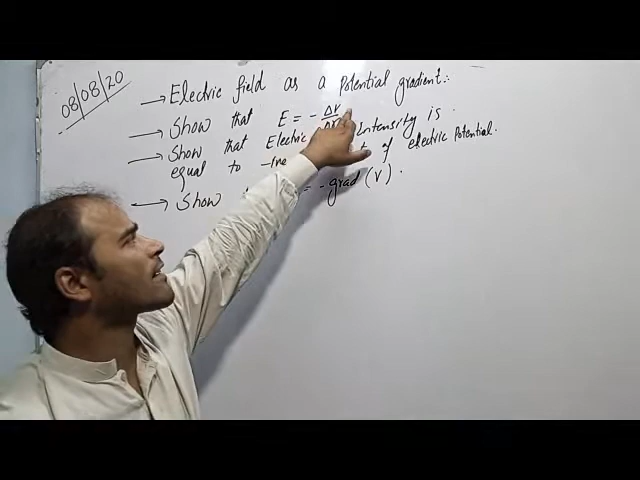 08/08/20
→ Electric field as a Potential gradient:.
→ Show that E = - ΔV
→ Show that Electric Intensity is
equal to -ive of electric Potential.
→ Show = - grad (V).